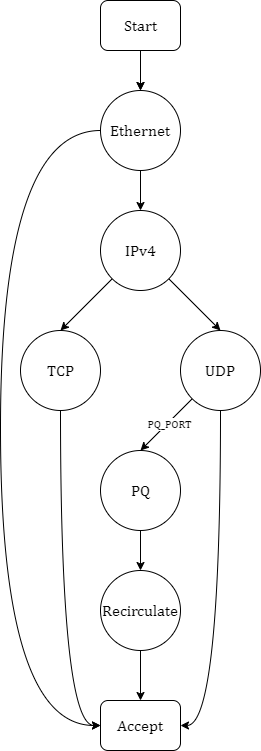 Start
Ethernet
IPv4
TCP
UDP
PQ_PORT
PQ
Recirculate
Accept